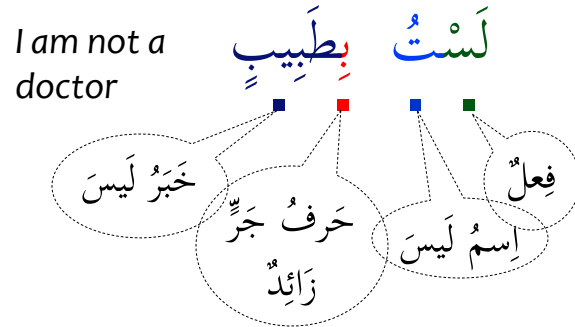 I am not a
doctor
لَسْتُ بِطَبِيبٍ
فِعلٌ
اِسمُ لَيسَ
حَرفُ جَرٍّ
زَائِدٌ
خَبَرُ لَيسَ